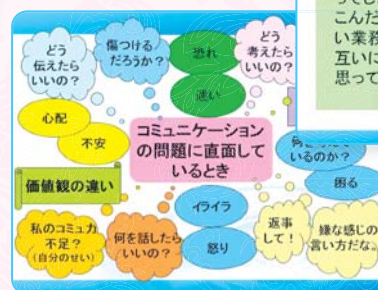 どう
伝えたら
いいの？
傷つける
だろうか？
恐れ
迷い
どう
考えたら
いいの？
心配
不安
コミュニケーション
の問題に直面して
いるとき
いるのか？
困る
価値観の違い
イライラ
怒り
私のコミュ力
不足？
（自分のせい）
何を話したら
いいの？
返事
して！
嫌な感じの
言い方だな。
こんだ
い業務
互いに
思って